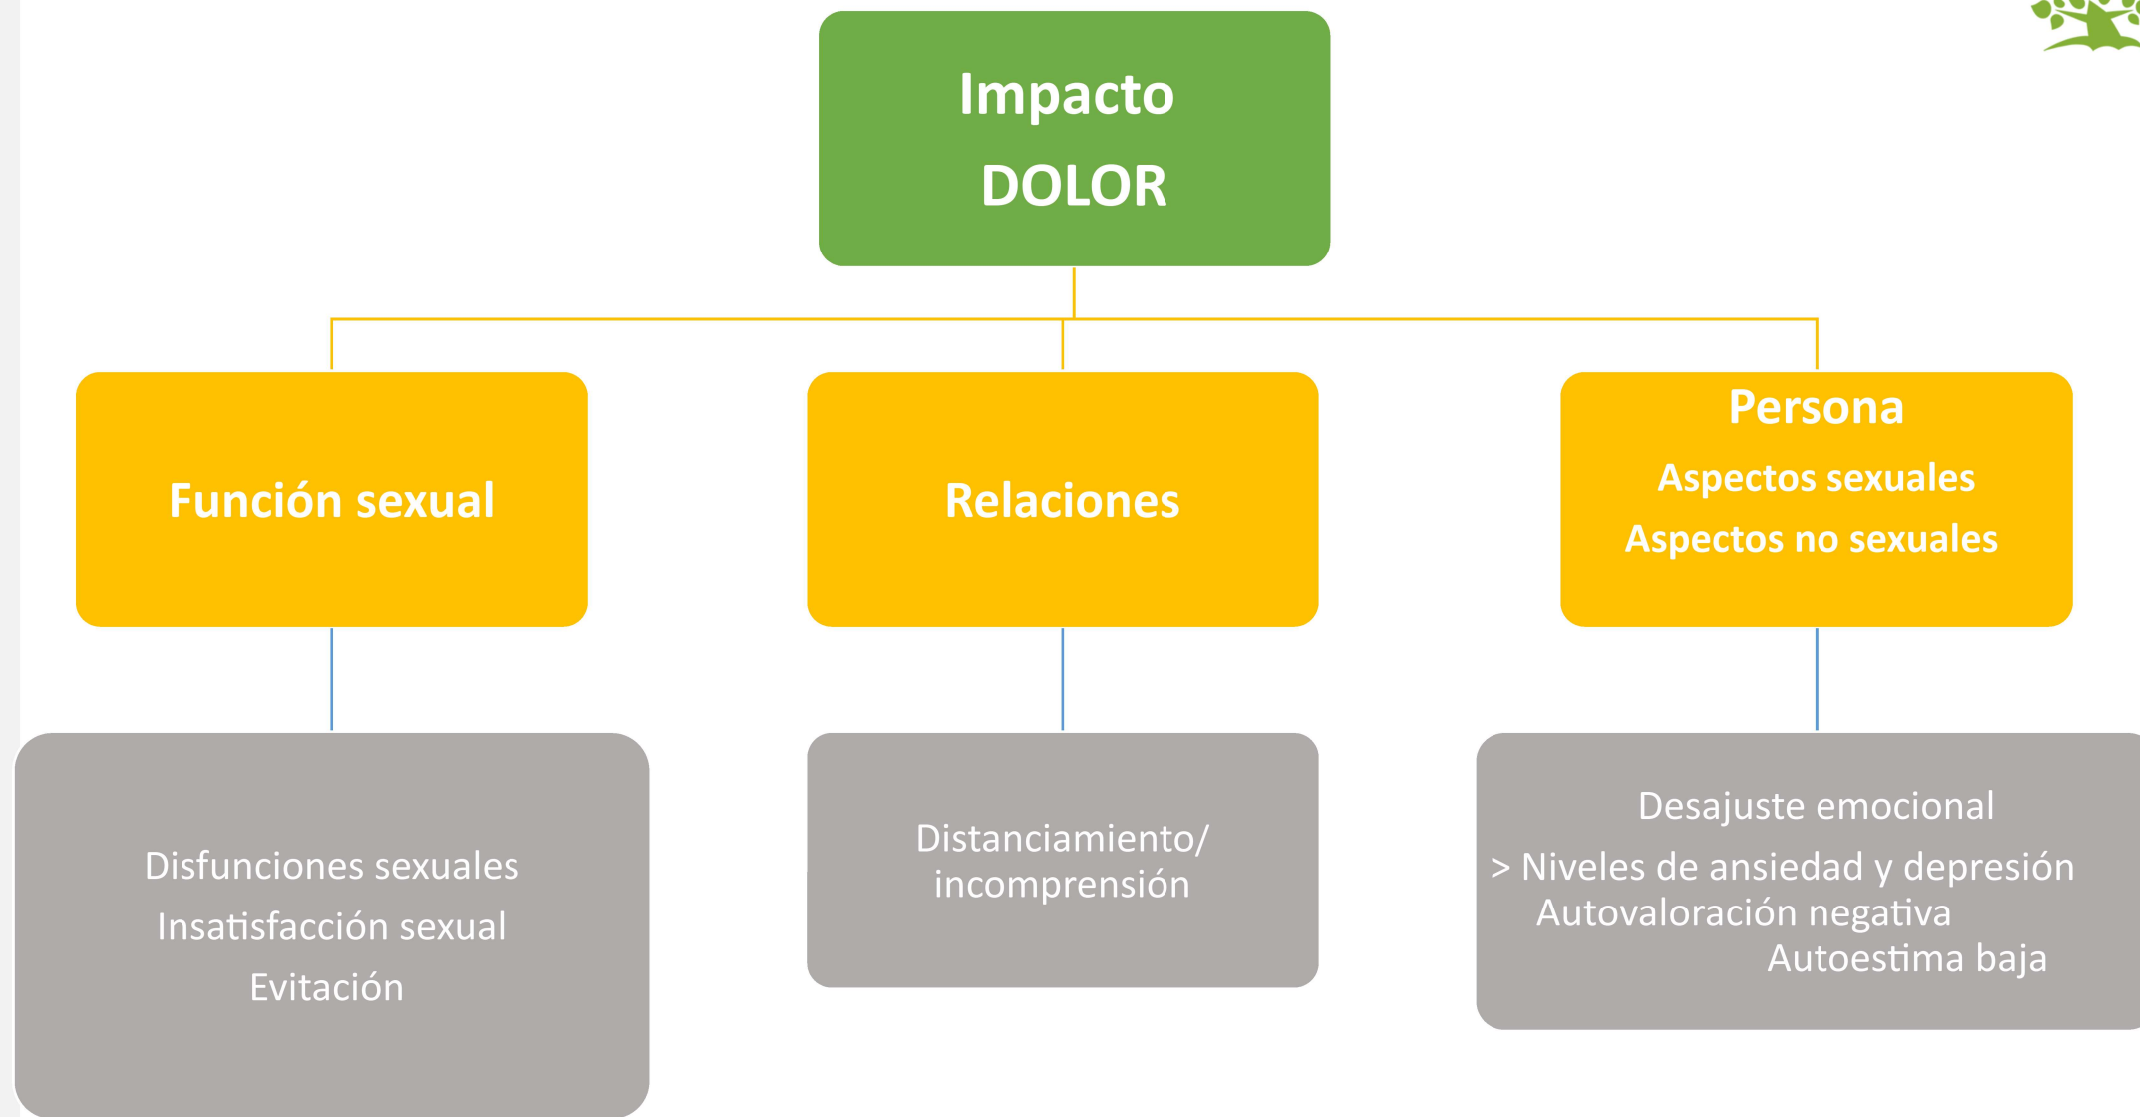 Impacto
DOLOR
Función sexual
Relaciones
Persona
Aspectos sexuales
Aspectos no sexuales
Disfunciones sexuales
Insatisfacción sexual
Evitación
Distanciamiento/
incomprensión
Desajuste emocional
> Niveles de ansiedad y depresión
Autovaloración negativa
Autoestima baja